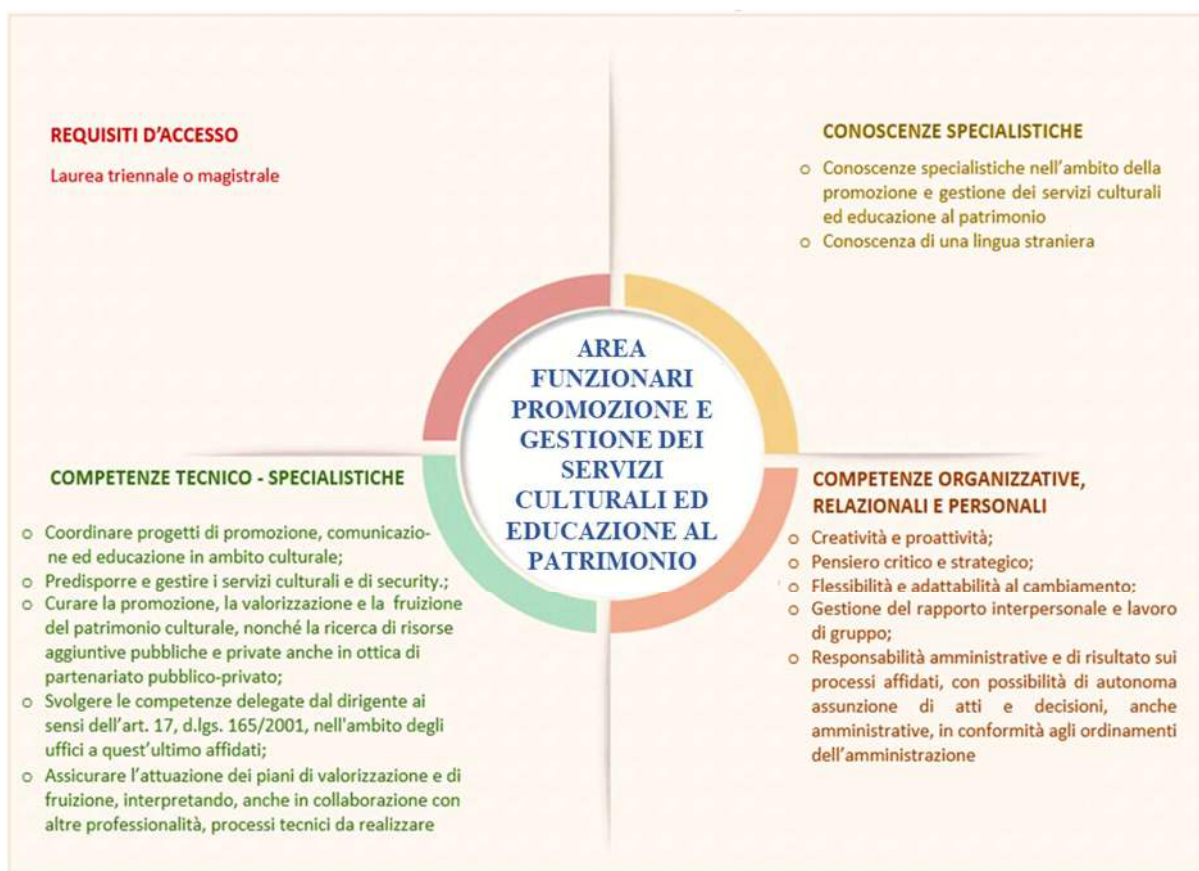 REQUISITI D'ACCESSO
Laurea triennale o magistrale
CONOSCENZE SPECIALISTICHE
o Conoscenze specialistiche nell'ambito della
promozione e gestione dei servizi culturali
ed educazione al patrimonio
o Conoscenza di una lingua straniera
AREA
FUNZIONARI
PROMOZIONE E
GESTIONE DEI
SERVIZI
CULTURALI ED
EDUCAZIONE AL
PATRIMONIO
COMPETENZE TECNICO - SPECIALISTICHE
o Coordinare progetti di promozione, comunicazio-
ne ed educazione in ambito culturale;
o Predisporre e gestire i servizi culturali e di security.;
o Curare la promozione, la valorizzazione e la fruizione
del patrimonio culturale, nonché la ricerca di risorse
aggiuntive pubbliche e private anche in ottica di
partenariato pubblico-privato;
o Svolgere le competenze delegate dal dirigente ai
sensi dell'art. 17, d.lgs. 165/2001, nell'ambito degli
uffici a quest'ultimo affidati;
o Assicurare l'attuazione dei piani di valorizzazione e di
fruizione, interpretando, anche in collaborazione con
altre professionalità, processi tecnici da realizzare
COMPETENZE ORGANIZZATIVE,
RELAZIONALI E PERSONALI
o Creatività e proattività;
o Pensiero critico e strategico;
o Flessibilità e adattabilità al cambiamento;
o Gestione del rapporto interpersonale e lavoro
di gruppo;
o Responsabilità amministrative e di risultato sui
processi affidati, con possibilità di autonoma
assunzione di atti e decisioni, anche
amministrative, in conformità agli ordinamenti
dell'amministrazione